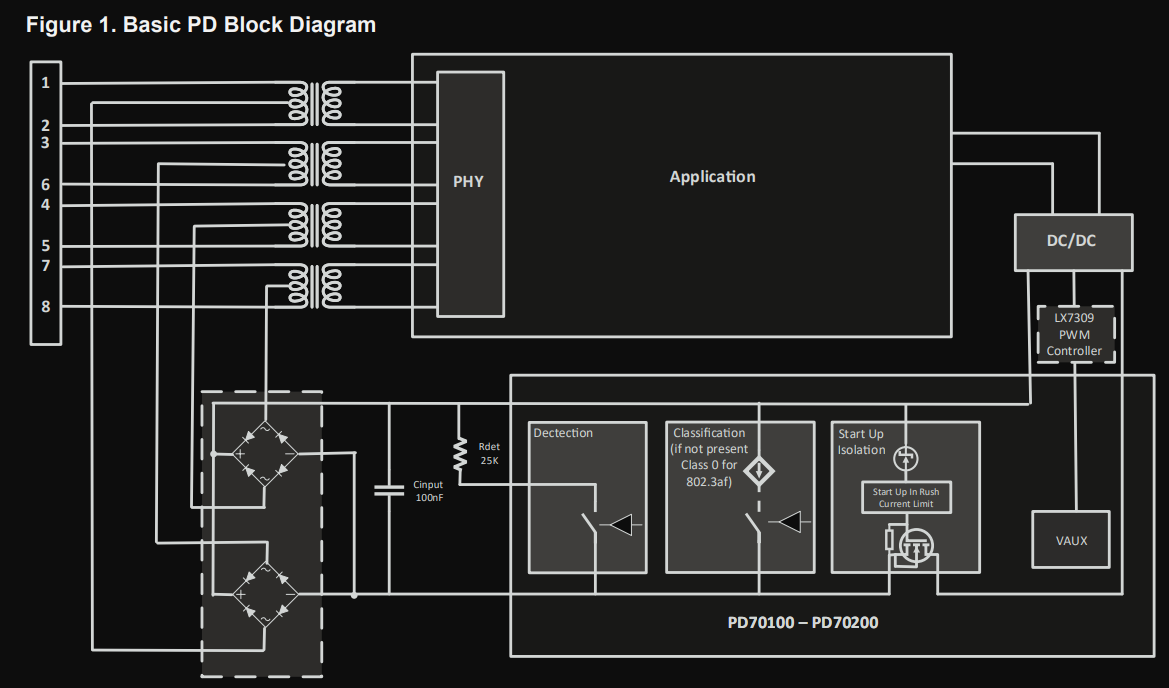 Figure 1. Basic PD Block Diagram
1
2
3
6
4
5
7
8
PHY
Application
DC/DC
LX7309
PWM
Controller
Rdet
25K
Cinput
100nF
Dectection
Classification
(if not present
Class 0 for
802.3af)
Start Up
Isolation
Start Up In Rush
Current Limit
VAUX
PD70100 – PD70200
~
+
~
~
+
~